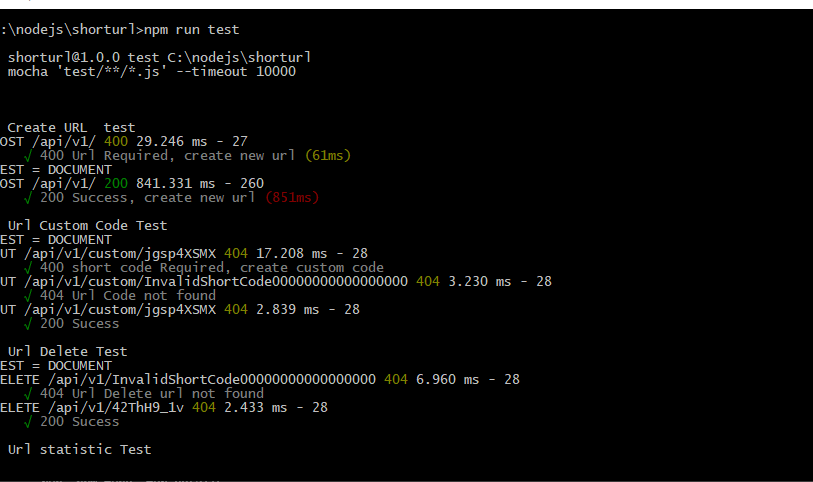 :\nodejs\shorturl>npm run test
shorturl@1.0.0 test C:\nodejs\shorturl
mocha 'test/**/*.js' --timeout 10000
Create URL  test
OST /api/v1/ 400 29.246 ms - 27
√ 400 Url Required, create new url (61ms)
EST = DOCUMENT
OST /api/v1/ 200 841.331 ms - 260
√ 200 Success, create new url (851ms)
Url Custom Code Test
EST = DOCUMENT
UT /api/v1/custom/jgsp4XSMX 404 17.208 ms - 28
√ 400 short code Required, create custom code
UT /api/v1/custom/InvalidShortCode00000000000000000 404 3.230 ms - 28
√ 404 Url Code not found
UT /api/v1/custom/jgsp4XSMX 404 2.839 ms - 28
√ 200 Sucess
Url Delete Test
EST = DOCUMENT
ELETE /api/v1/InvalidShortCode00000000000000000 404 6.960 ms - 28
√ 404 Url Delete url not found
ELETE /api/v1/42ThH9_1v 404 2.433 ms - 28
√ 200 Sucess
Url statistic Test